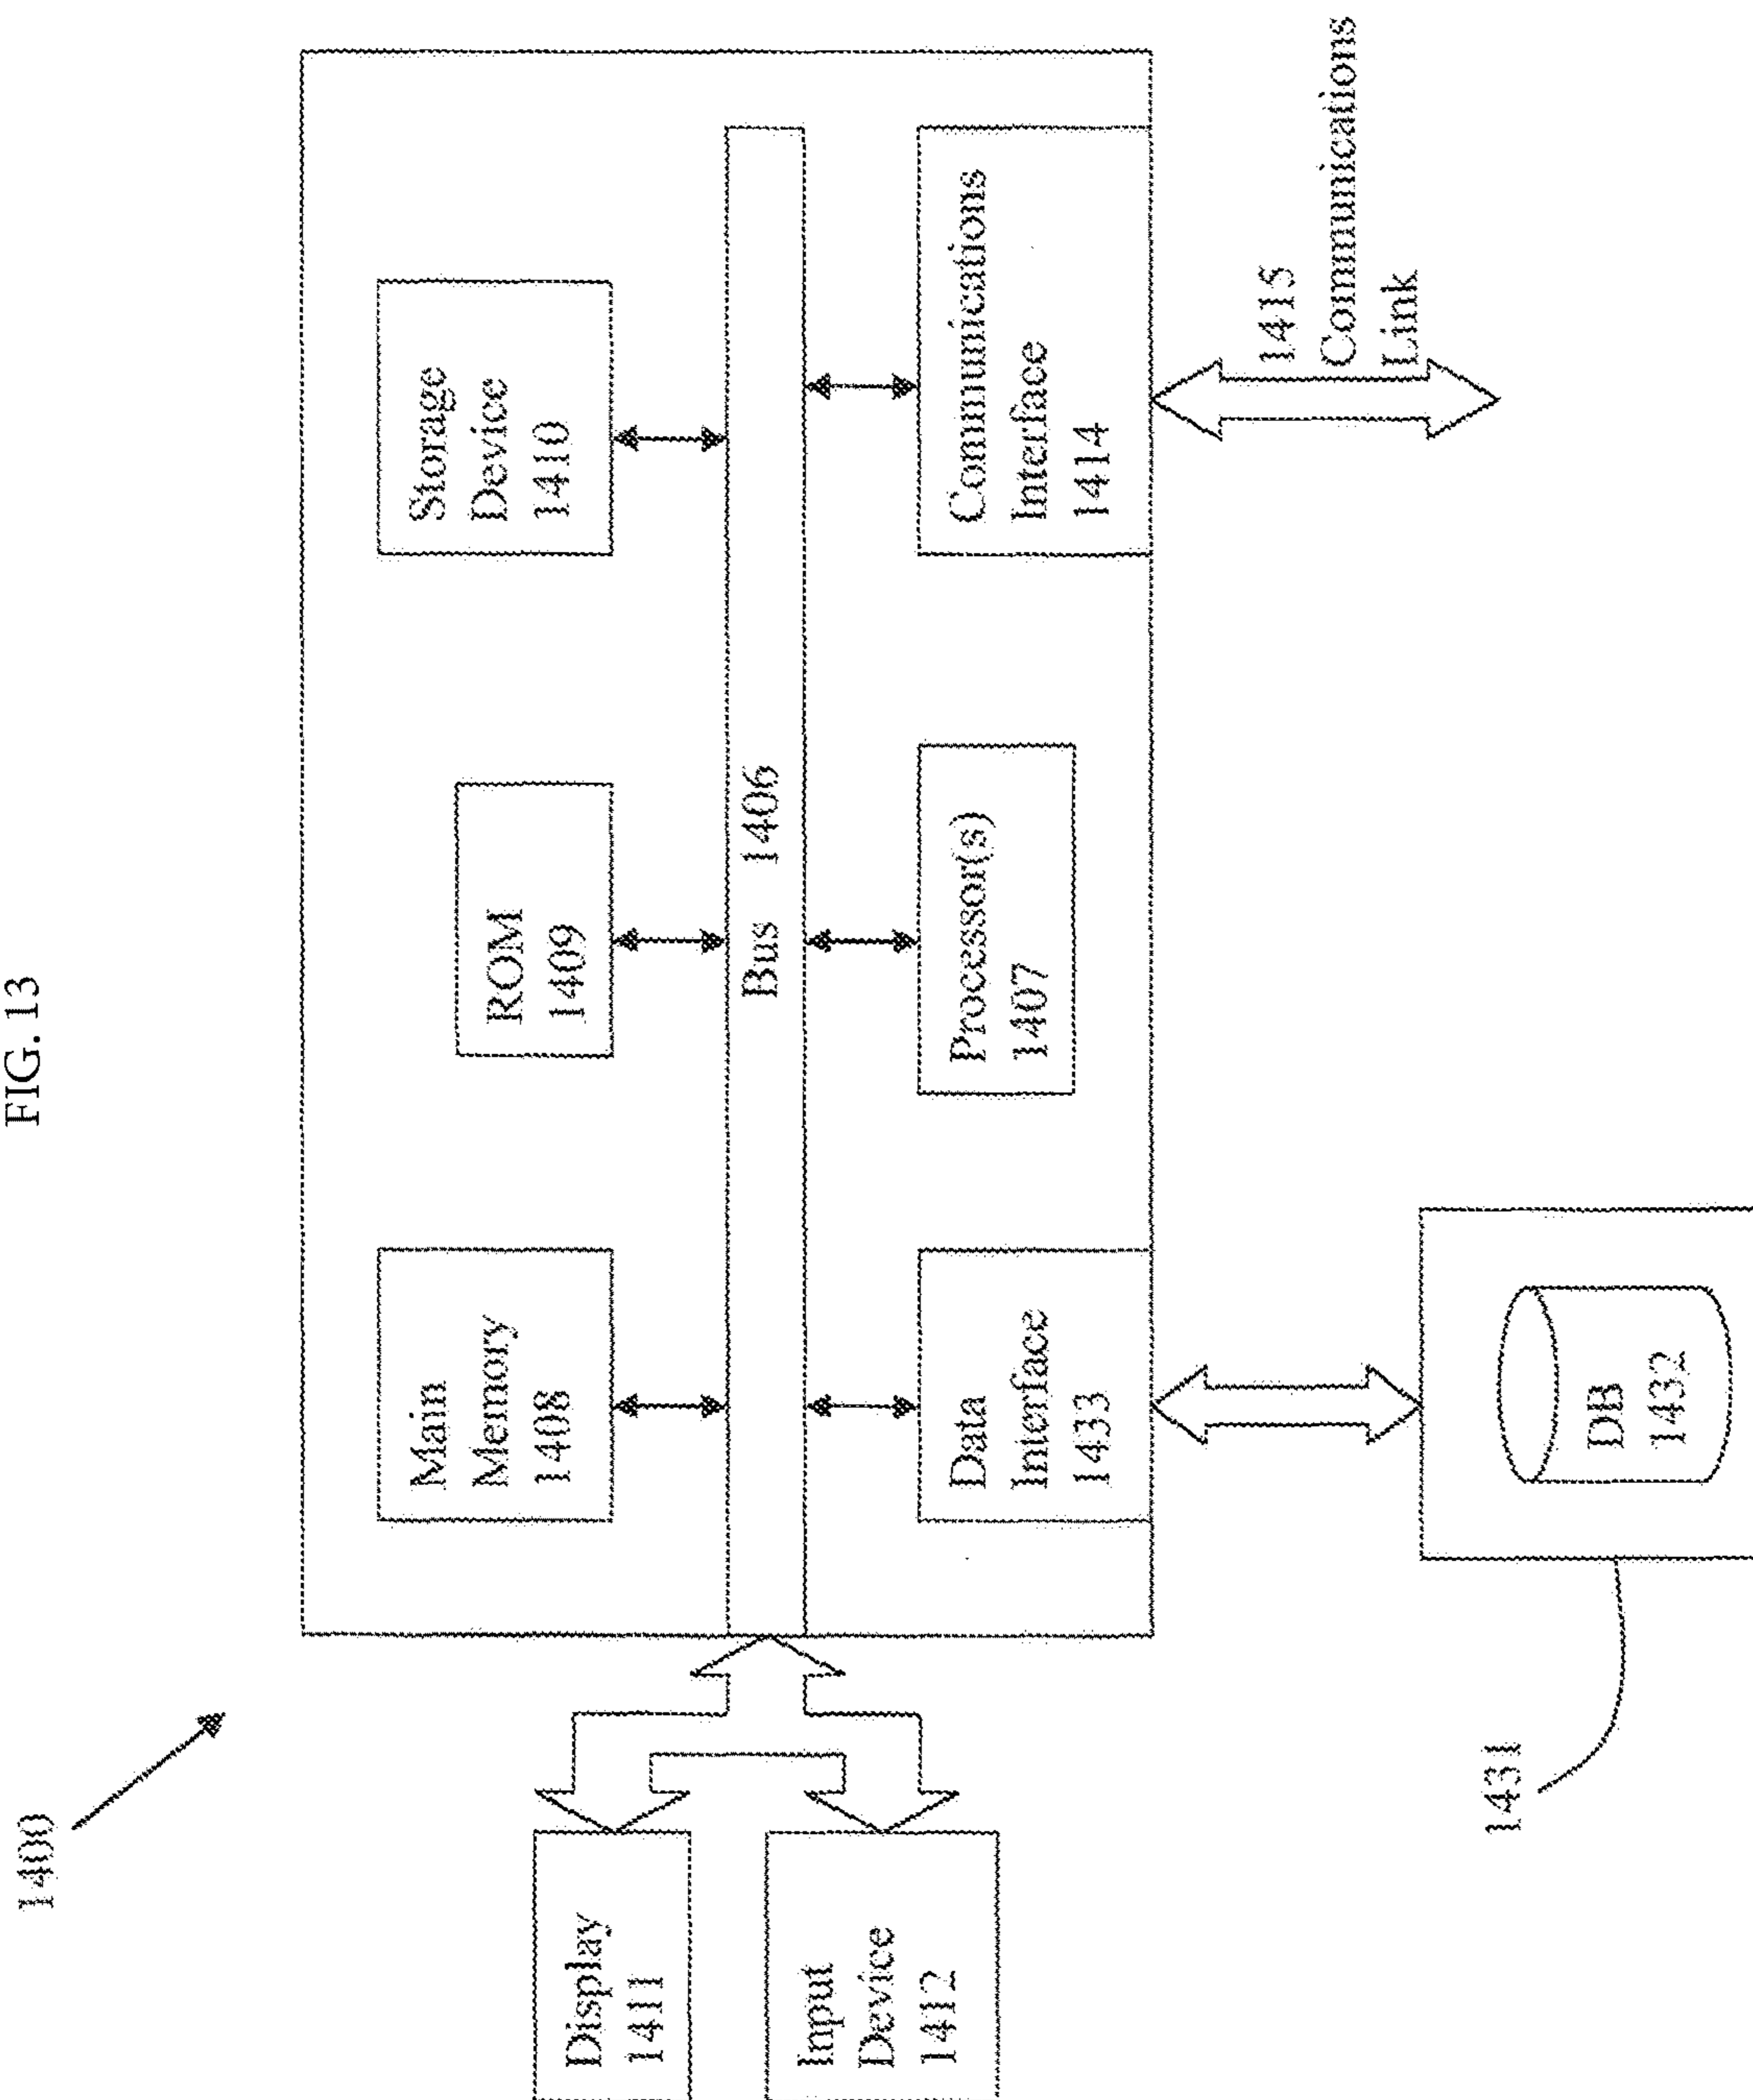 FIG. 13
1400
Main
Memory
1408
ROM
1409
Storage
Device
1410
Display
1411
Bus 1406
Input
Device
1412
Data
Interface
1433
Processor(s)
1407
Communications
Interface
1414
1415
Communications
Link
1431
DB
1432